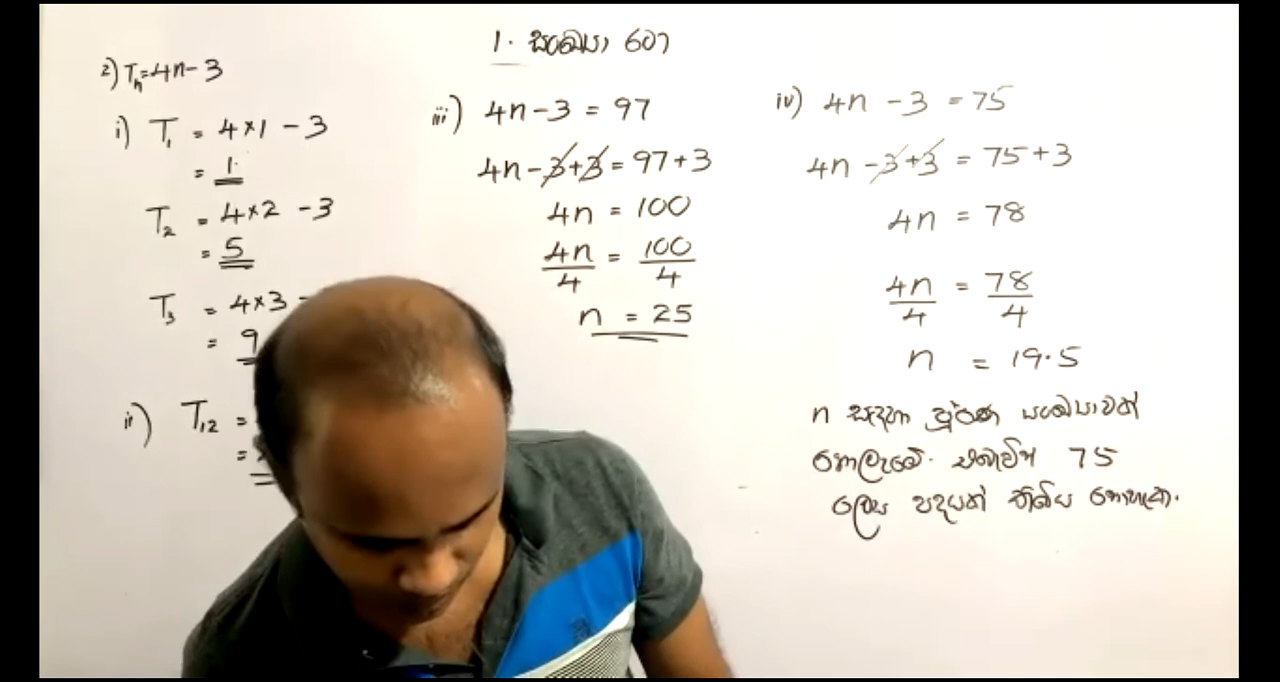 1. සංඛ්‍යා රටා
2) Tn = 4n - 3
i) T1 = 4×1 - 3
= 1
T2 = 4×2 - 3
= 5
T3 = 4×3
= 9
ii) T12 =
=
iii) 4n - 3 = 97
4n - 3 + 3 = 97 + 3
4n = 100
4n/4 = 100/4
n = 25
iv) 4n - 3 = 75
4n - 3 + 3 = 75 + 3
4n = 78
4n/4 = 78/4
n = 19.5
n සඳහා පූර්ණ සංඛ්‍යාවක්
නොලැබේ. එබැවින් 75
ලෙස පදයක් තිබිය නොහැක.